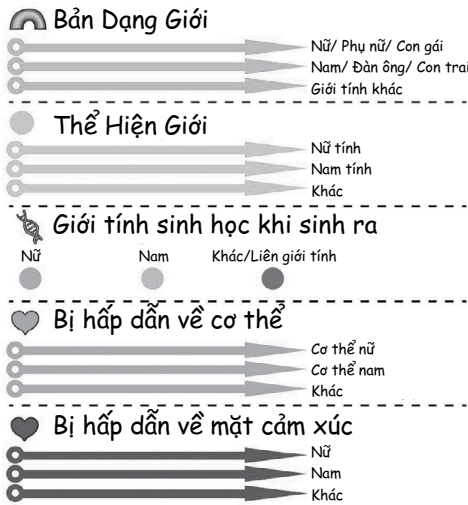 Bản Dạng Giới
Nữ/ Phụ nữ/ Con gái
Nam/ Đàn ông/ Con trai
Giới tính khác
Thể Hiện Giới
Nữ tính
Nam tính
Khác
Giới tính sinh học khi sinh ra
Nữ Nam Khác/Liên giới tính
Bị hấp dẫn về cơ thể
Cơ thể nữ
Cơ thể nam
Khác
Bị hấp dẫn về mặt cảm xúc
Nữ
Nam
Khác